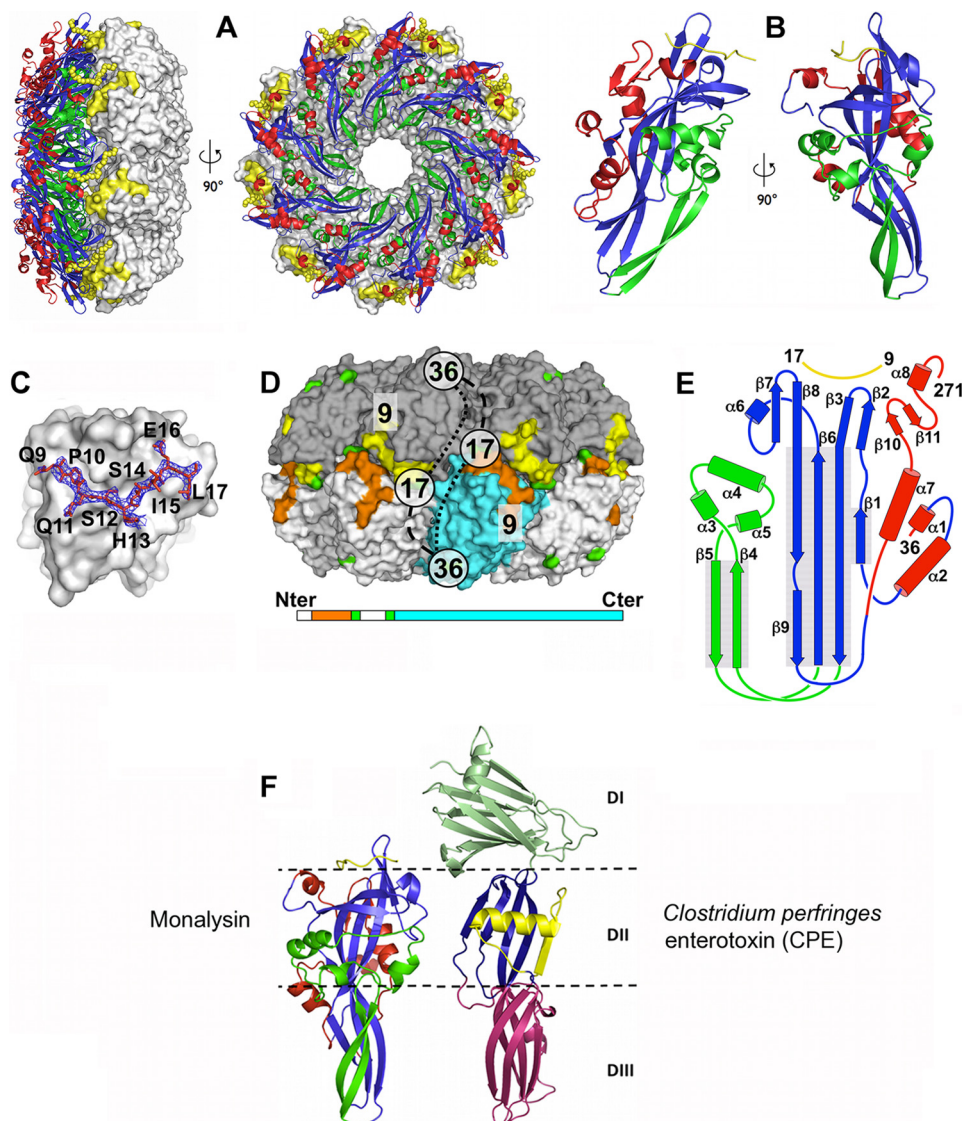 A
B
90°
90°
C
Q9
P10
S14
E16
Q11
S12
I15
L17
H13
D
36
9
17
17
9
36
Nter
Cter
E
17
9
α8
271
β7
β8
β3
β2
α6
β6
β10
β11
α4
α7
α3
α5
β1
α1
36
β5
β4
α2
β9
F
DI
Monalysin
DII
Clostridium perfringes
enterotoxin (CPE)
DIII